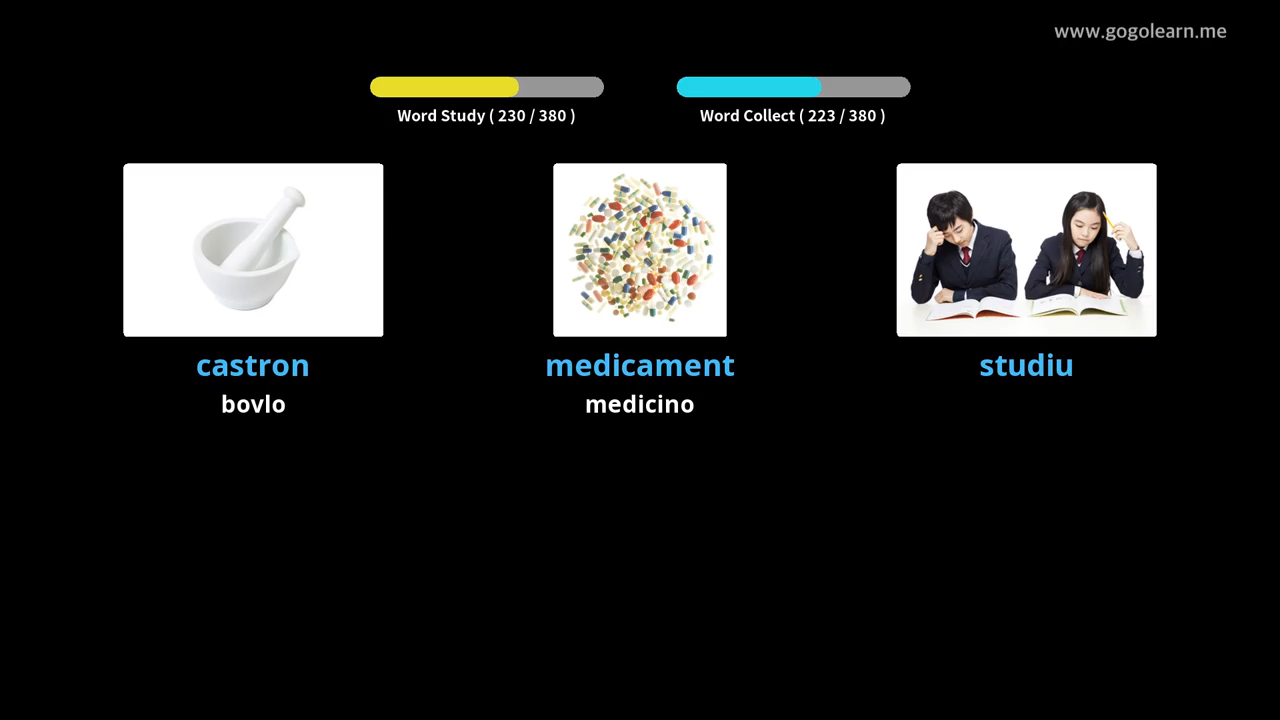 www.gogolearn.me
Word Study ( 230 / 380 )
Word Collect ( 223 / 380 )
castron
medicament
studiu
bovlo
medicino